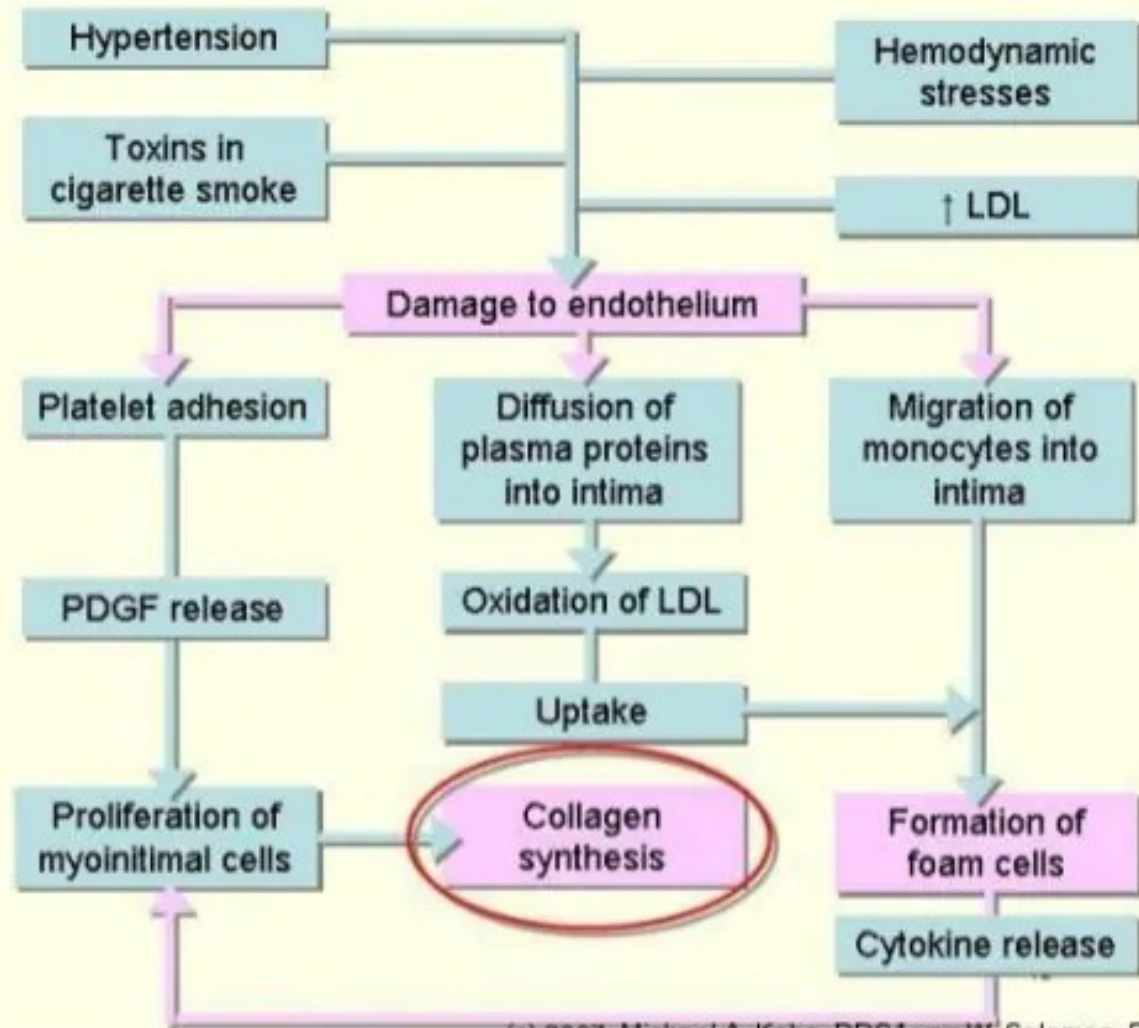 Hypertension
Hemodynamic
stresses
Toxins in
cigarette smoke
↑ LDL
Damage to endothelium
Platelet adhesion
Diffusion of
plasma proteins
into intima
Migration of
monocytes into
intima
PDGF release
Oxidation of LDL
Uptake
Proliferation of
myoinitimal cells
Collagen
synthesis
Formation of
foam cells
Cytokine release